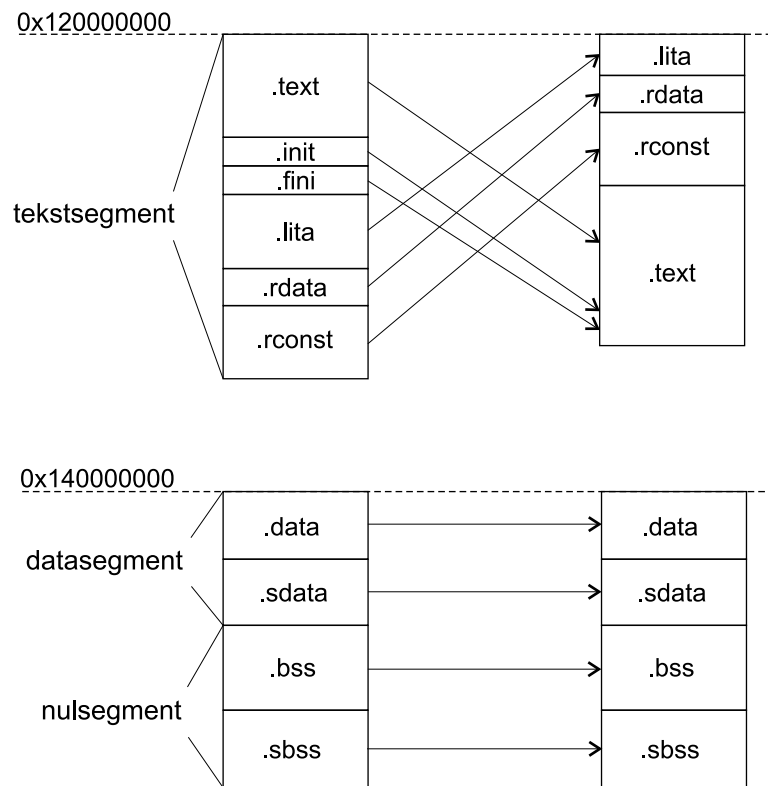 0x120000000
.text
.init
.fini
.lita
.rdata
.rconst
tekstsegment
.lita
.rdata
.rconst
.text
0x140000000
.data
.sdata
.bss
.sbss
datasegment
nulsegment
.data
.sdata
.bss
.sbss